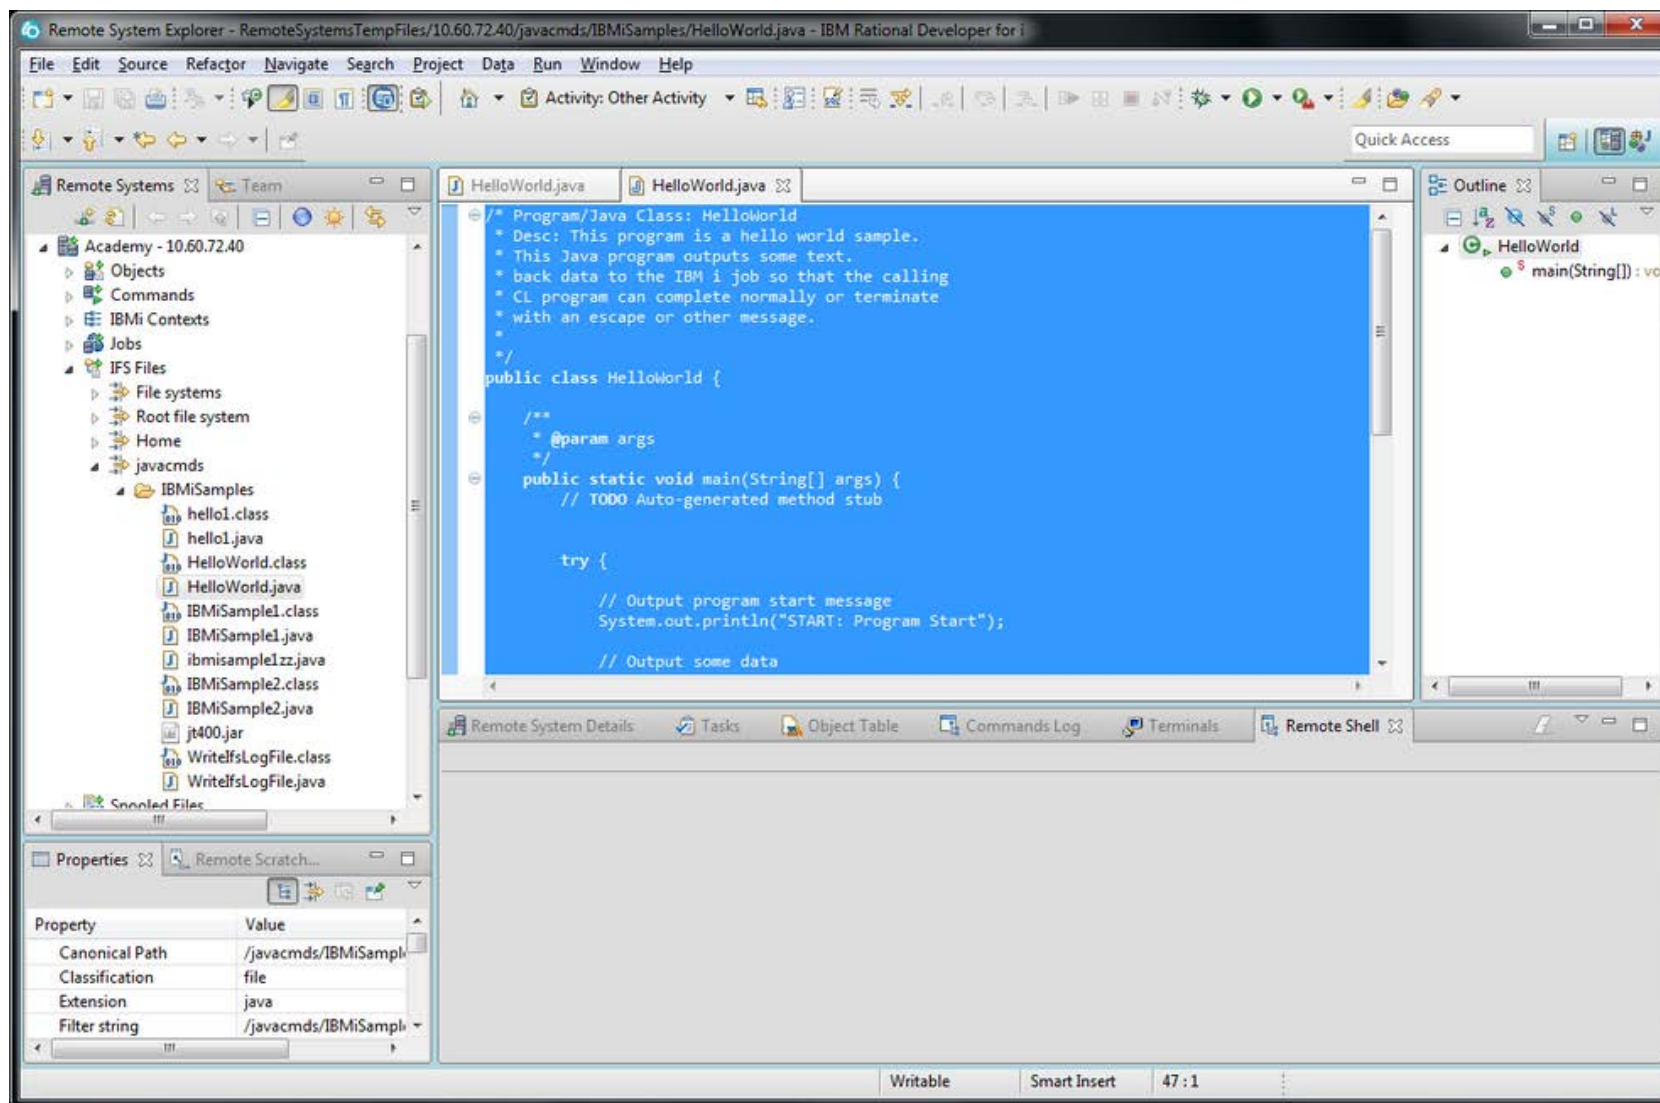 Remote System Explorer - RemoteSystemsTempFiles/10.60.72.40/javacmds/IBMiSamples/HelloWorld.java - IBM Rational Developer for i
File Edit Source Refactor Navigate Search Project Data Run Window Help
Activity: Other Activity
Quick Access
Remote Systems Team
Academy - 10.60.72.40
Objects
Commands
IBMi Contexts
Jobs
IFS Files
File systems
Root file system
Home
javacmds
IBMiSamples
hello1.class
hello1.java
HelloWorld.class
HelloWorld.java
IBMiSample1.class
IBMiSample1.java
ibmisample1zz.java
IBMiSample2.class
IBMiSample2.java
jt400.jar
WriteIfsLogFile.class
WriteIfsLogFile.java
Spooled Files
HelloWorld.java HelloWorld.java
/* Program/Java Class: HelloWorld
* Desc: This program is a hello world sample.
* This Java program outputs some text.
* back data to the IBM i job so that the calling
* CL program can complete normally or terminate
* with an escape or other message.
*
*/
public class HelloWorld {
/**
* @param args
*/
public static void main(String[] args) {
// TODO Auto-generated method stub
try {
// Output program start message
System.out.println("START: Program Start");
// Output some data
Outline
HelloWorld
main(String[]) : vo
Remote System Details Tasks Object Table Commands Log Terminals Remote Shell
Properties Remote Scratch...
Property Value
Canonical Path /javacmds/IBMiSampl
Classification file
Extension java
Filter string /javacmds/IBMiSampl
Writable Smart Insert 47 : 1